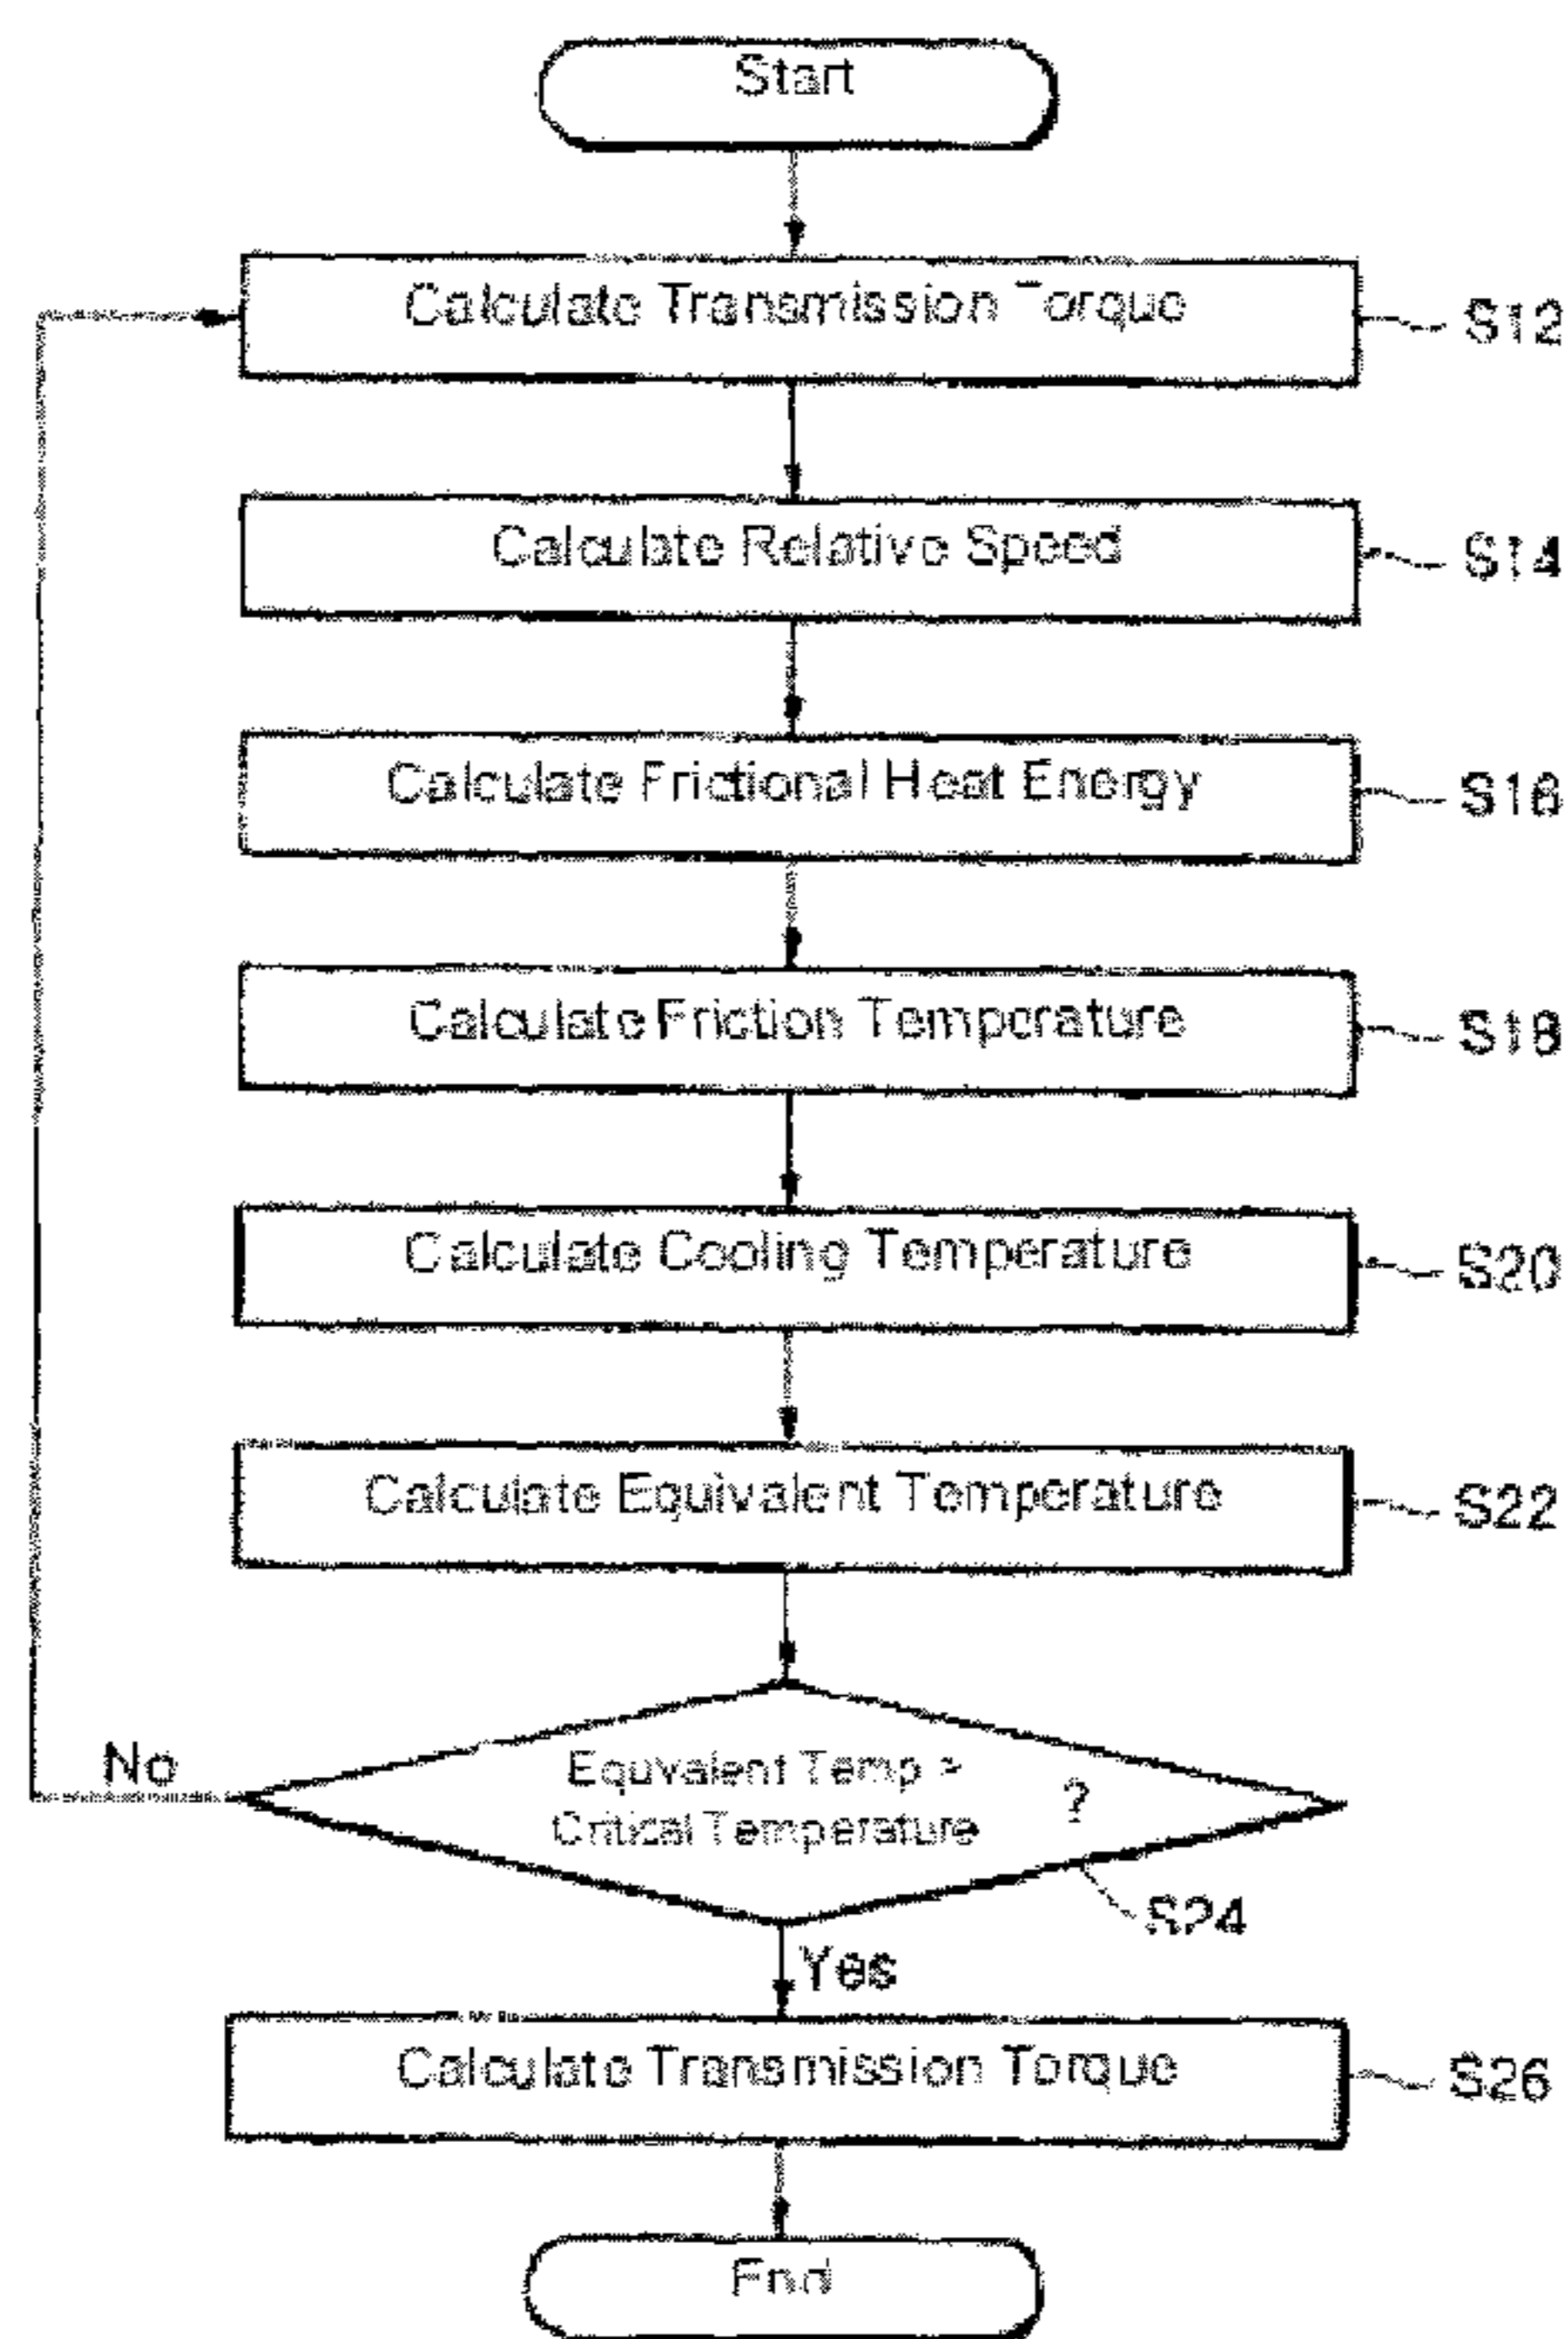 Start
Calculate Transmission Torque
S12
Calculate Relative Speed
S14
Calculate Frictional Heat Energy
S16
Calculate Friction Temperature
S18
Calculate Cooling Temperature
S20
Calculate Equivalent Temperature
S22
No
Equivalent Temp >
Critical Temperature
?
S24
Yes
Calculate Transmission Torque
S26
End